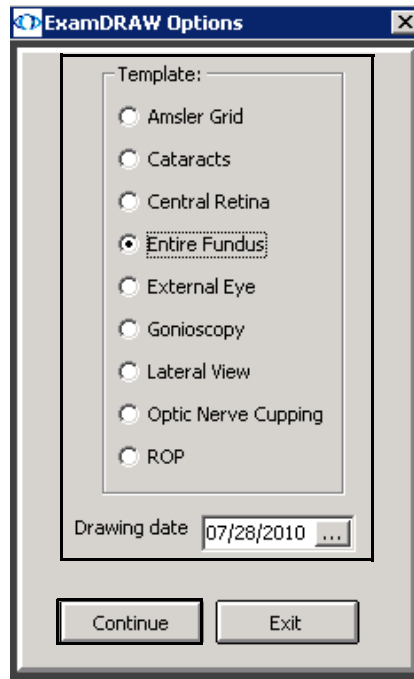 ExamDRAW Options
Template:
Amsler Grid
Cataracts
Central Retina
Entire Fundus
External Eye
Gonioscopy
Lateral View
Optic Nerve Cupping
ROP
Drawing date 07/28/2010 ...
Continue Exit